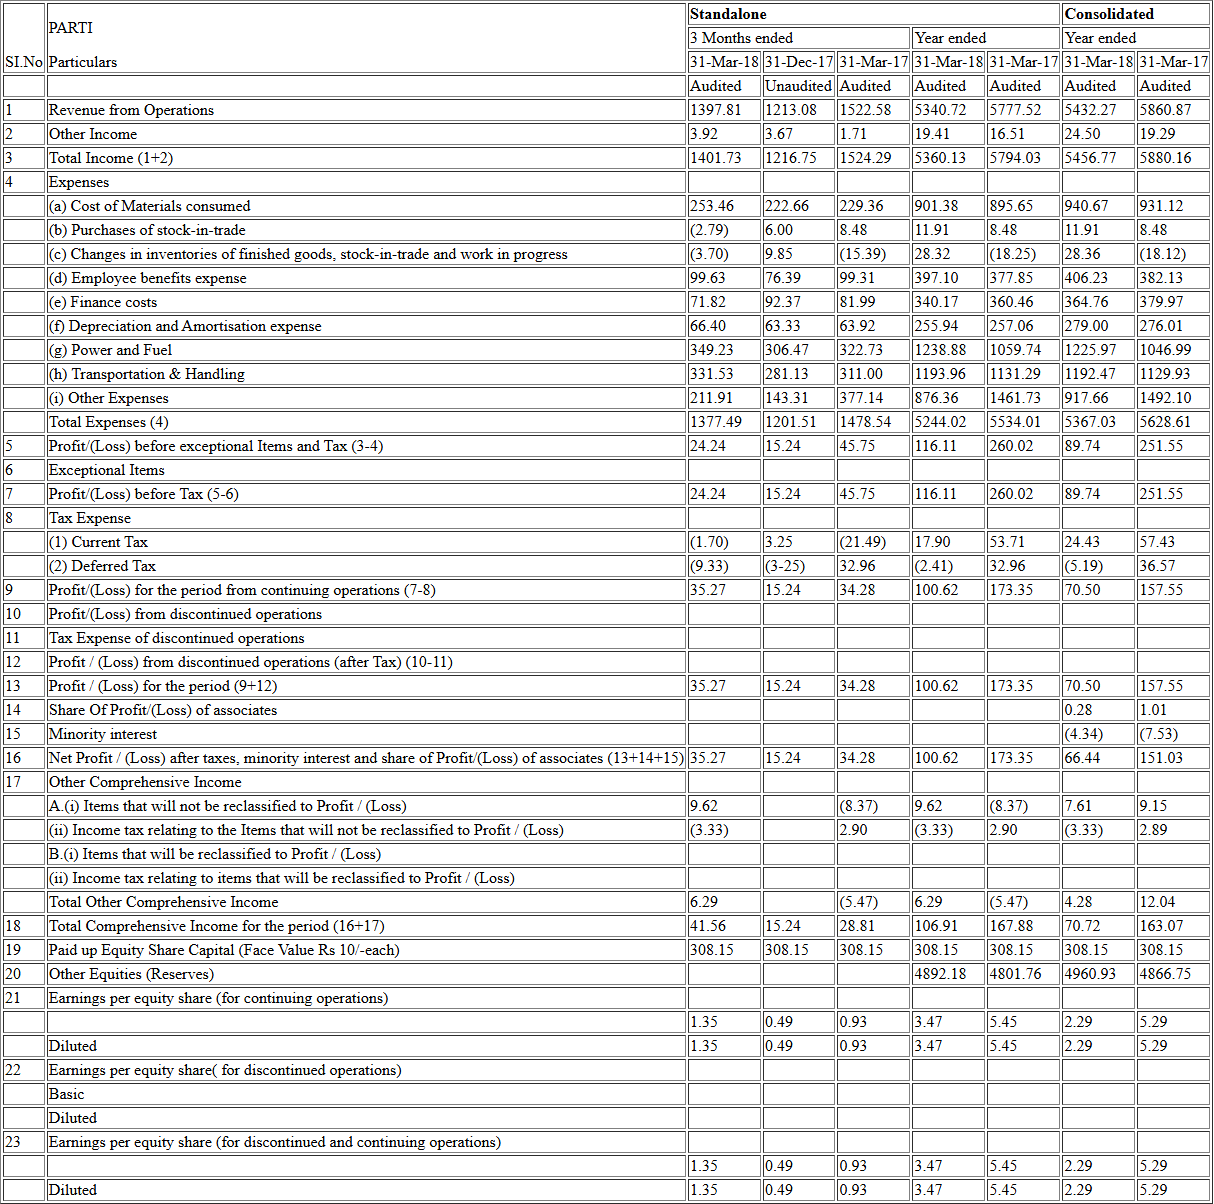 Standalone Consolidated
PARTI
3 Months ended Year ended Year ended
SI.No Particulars 31-Mar-18 31-Dec-17 31-Mar-17 31-Mar-18 31-Mar-17 31-Mar-18 31-Mar-17
Audited Unaudited Audited Audited Audited Audited Audited
1 Revenue from Operations 1397.81 1213.08 1522.58 5340.72 5777.52 5432.27 5860.87
2 Other Income 3.92 3.67 1.71 19.41 16.51 24.50 19.29
3 Total Income (1+2) 1401.73 1216.75 1524.29 5360.13 5794.03 5456.77 5880.16
4 Expenses
(a) Cost of Materials consumed 253.46 222.66 229.36 901.38 895.65 940.67 931.12
(b) Purchases of stock-in-trade (2.79) 6.00 8.48 11.91 8.48 11.91 8.48
(c) Changes in inventories of finished goods, stock-in-trade and work in progress (3.70) 9.85 (15.39) 28.32 (18.25) 28.36 (18.12)
(d) Employee benefits expense 99.63 76.39 99.31 397.10 377.85 406.23 382.13
(e) Finance costs 71.82 92.37 81.99 340.17 360.46 364.76 379.97
(f) Depreciation and Amortisation expense 66.40 63.33 63.92 255.94 257.06 279.00 276.01
(g) Power and Fuel 349.23 306.47 322.73 1238.88 1059.74 1225.97 1046.99
(h) Transportation & Handling 331.53 281.13 311.00 1193.96 1131.29 1192.47 1129.93
(i) Other Expenses 211.91 143.31 377.14 876.36 1461.73 917.66 1492.10
Total Expenses (4) 1377.49 1201.51 1478.54 5244.02 5534.01 5367.03 5628.61
5 Profit/(Loss) before exceptional Items and Tax (3-4) 24.24 15.24 45.75 116.11 260.02 89.74 251.55
6 Exceptional Items
7 Profit/(Loss) before Tax (5-6) 24.24 15.24 45.75 116.11 260.02 89.74 251.55
8 Tax Expense
(1) Current Tax (1.70) 3.25 (21.49) 17.90 53.71 24.43 57.43
(2) Deferred Tax (9.33) (3-25) 32.96 (2.41) 32.96 (5.19) 36.57
9 Profit/(Loss) for the period from continuing operations (7-8) 35.27 15.24 34.28 100.62 173.35 70.50 157.55
10 Profit/(Loss) from discontinued operations
11 Tax Expense of discontinued operations
12 Profit / (Loss) from discontinued operations (after Tax) (10-11)
13 Profit / (Loss) for the period (9+12) 35.27 15.24 34.28 100.62 173.35 70.50 157.55
14 Share Of Profit/(Loss) of associates 0.28 1.01
15 Minority interest (4.34) (7.53)
16 Net Profit / (Loss) after taxes, minority interest and share of Profit/(Loss) of associates (13+14+15) 35.27 15.24 34.28 100.62 173.35 66.44 151.03
17 Other Comprehensive Income
A.(i) Items that will not be reclassified to Profit / (Loss) 9.62 (8.37) 9.62 (8.37) 7.61 9.15
(ii) Income tax relating to the Items that will not be reclassified to Profit / (Loss) (3.33) 2.90 (3.33) 2.90 (3.33) 2.89
B.(i) Items that will be reclassified to Profit / (Loss)
(ii) Income tax relating to items that will be reclassified to Profit / (Loss)
Total Other Comprehensive Income 6.29 (5.47) 6.29 (5.47) 4.28 12.04
18 Total Comprehensive Income for the period (16+17) 41.56 15.24 28.81 106.91 167.88 70.72 163.07
19 Paid up Equity Share Capital (Face Value Rs 10/-each) 308.15 308.15 308.15 308.15 308.15 308.15 308.15
20 Other Equities (Reserves) 4892.18 4801.76 4960.93 4866.75
21 Earnings per equity share (for continuing operations)
1.35 0.49 0.93 3.47 5.45 2.29 5.29
Diluted 1.35 0.49 0.93 3.47 5.45 2.29 5.29
22 Earnings per equity share( for discontinued operations)
Basic
Diluted
23 Earnings per equity share (for discontinued and continuing operations)
1.35 0.49 0.93 3.47 5.45 2.29 5.29
Diluted 1.35 0.49 0.93 3.47 5.45 2.29 5.29